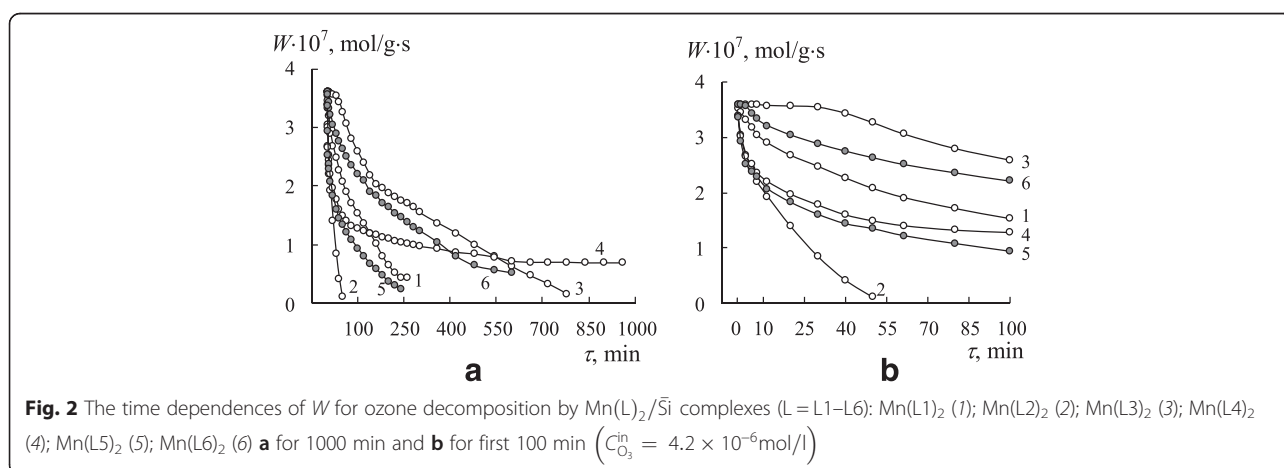 W·10⁷, mol/g·s
4
3
2
1
0
4
2
5
1
6
3
100 250 400 550 700 850 1000
τ, min
a
W·10⁷, mol/g·s
4
3
2
1
0
3
6
1
4
5
2
0 10 25 40 55 70 85 100
τ, min
b
Fig. 2 The time dependences of W for ozone decomposition by Mn(L)₂/S̄i complexes (L = L1–L6): Mn(L1)₂ (1); Mn(L2)₂ (2); Mn(L3)₂ (3); Mn(L4)₂
(4); Mn(L5)₂ (5); Mn(L6)₂ (6) a for 1000 min and b for first 100 min (C^in_O₃ = 4.2 × 10⁻⁶mol/l)